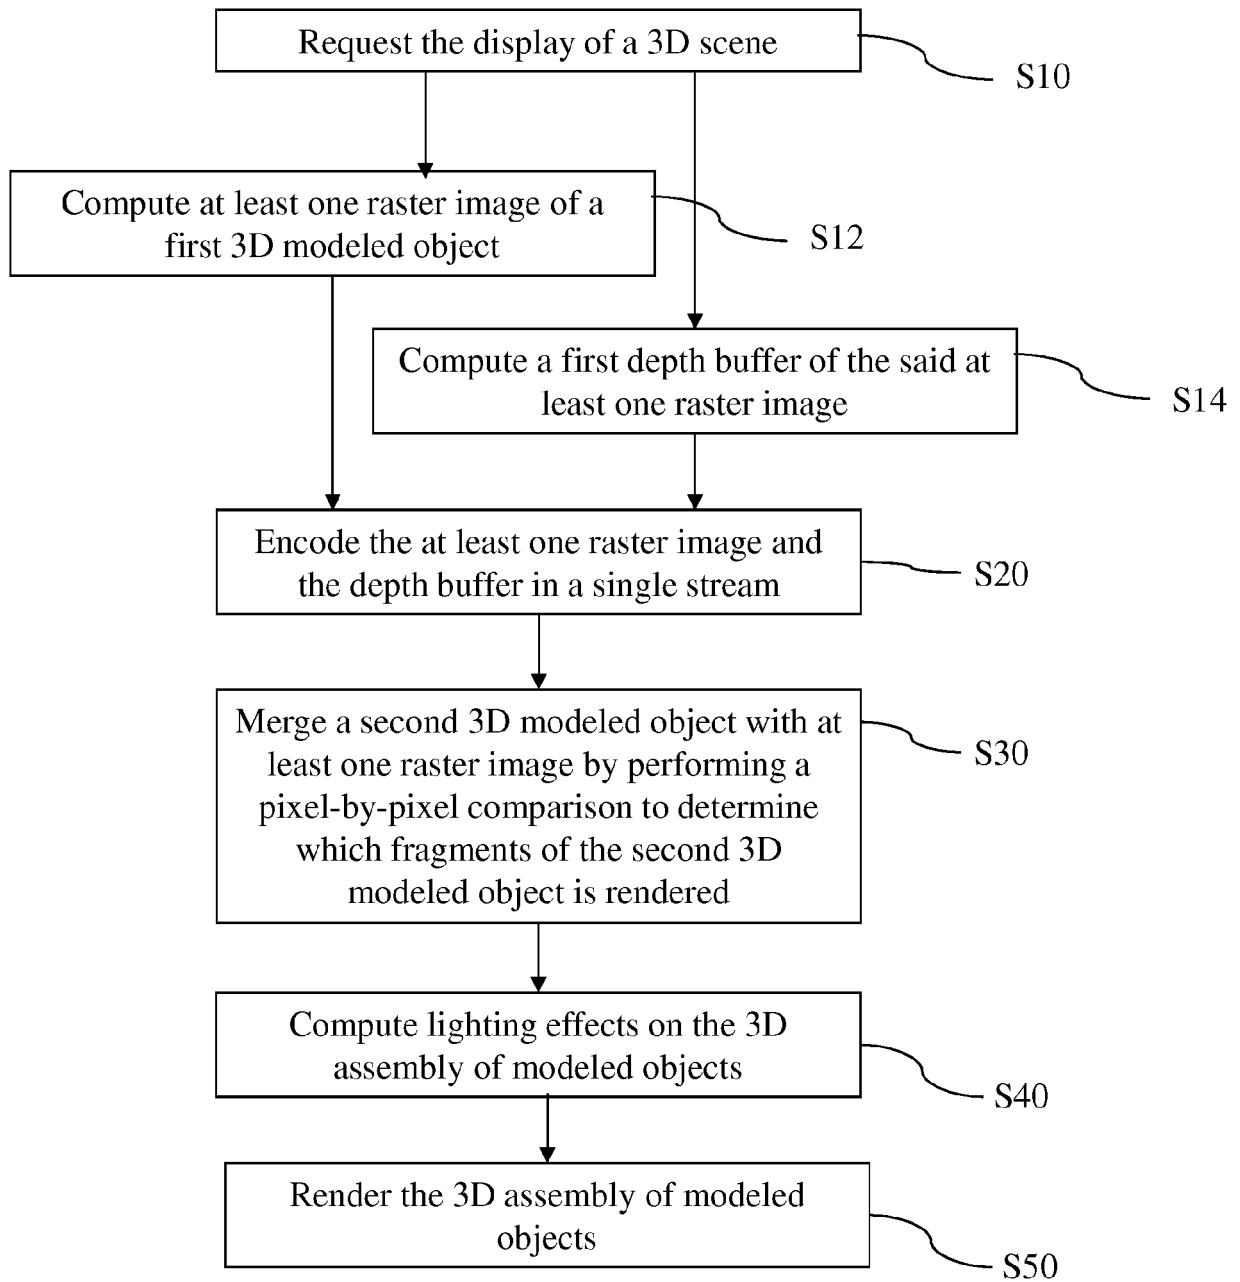 Request the display of a 3D scene
S10
Compute at least one raster image of a
first 3D modeled object
S12
Compute a first depth buffer of the said at
least one raster image
S14
Encode the at least one raster image and
the depth buffer in a single stream
S20
Merge a second 3D modeled object with at
least one raster image by performing a
pixel-by-pixel comparison to determine
which fragments of the second 3D
modeled object is rendered
S30
Compute lighting effects on the 3D
assembly of modeled objects
S40
Render the 3D assembly of modeled
objects
S50